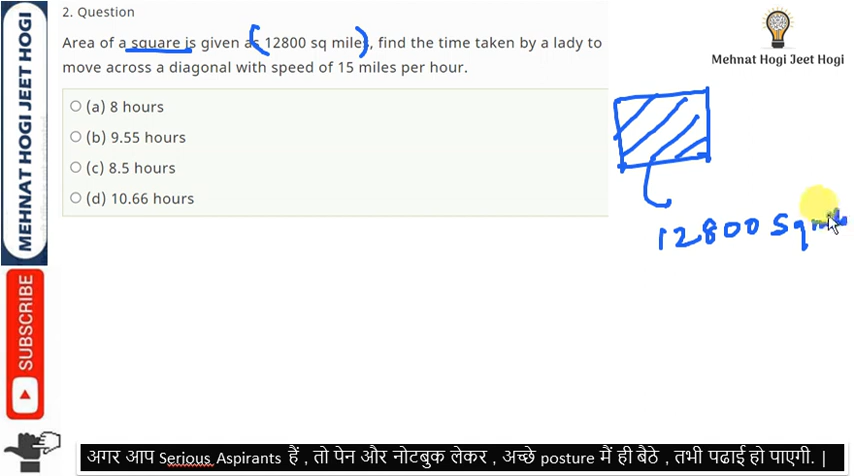 MEHNAT HOGI JEET HOGI
SUBSCRIBE
2. Question
Area of a square is given as 12800 sq miles, find the time taken by a lady to
move across a diagonal with speed of 15 miles per hour.
(a) 8 hours
(b) 9.55 hours
(c) 8.5 hours
(d) 10.66 hours
Mehnat Hogi Jeet Hogi
12800 Sq
अगर आप Serious Aspirants हैं , तो पेन और नोटबुक लेकर , अच्छे posture मैं ही बैठे , तभी पढाई हो पाएगी. |